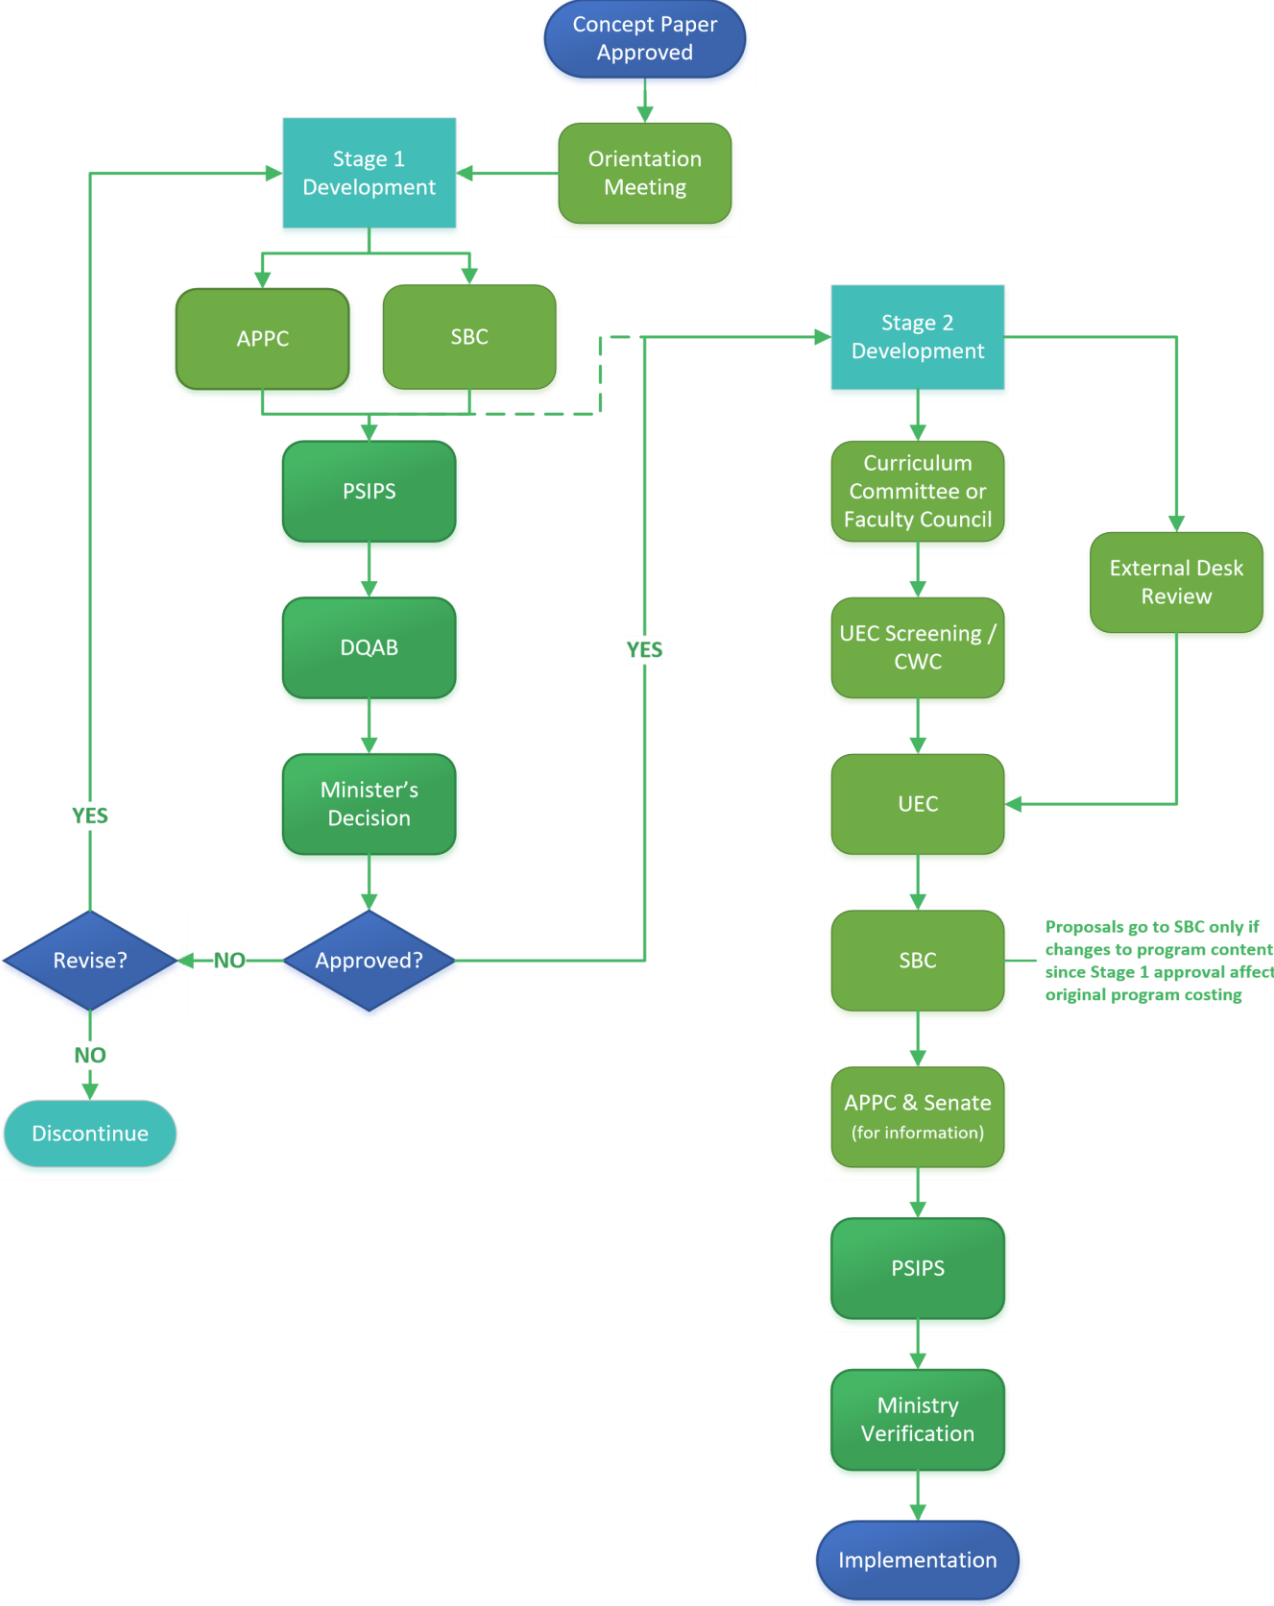 Concept Paper
Approved
Orientation
Meeting
Stage 1
Development
APPC
SBC
PSIPS
DQAB
Minister’s
Decision
Approved?
NO
Revise?
YES
NO
Discontinue
YES
Stage 2
Development
Curriculum
Committee or
Faculty Council
External Desk
Review
UEC Screening /
CWC
UEC
SBC
Proposals go to SBC only if
changes to program content
since Stage 1 approval affect
original program costing
APPC & Senate
(for information)
PSIPS
Ministry
Verification
Implementation